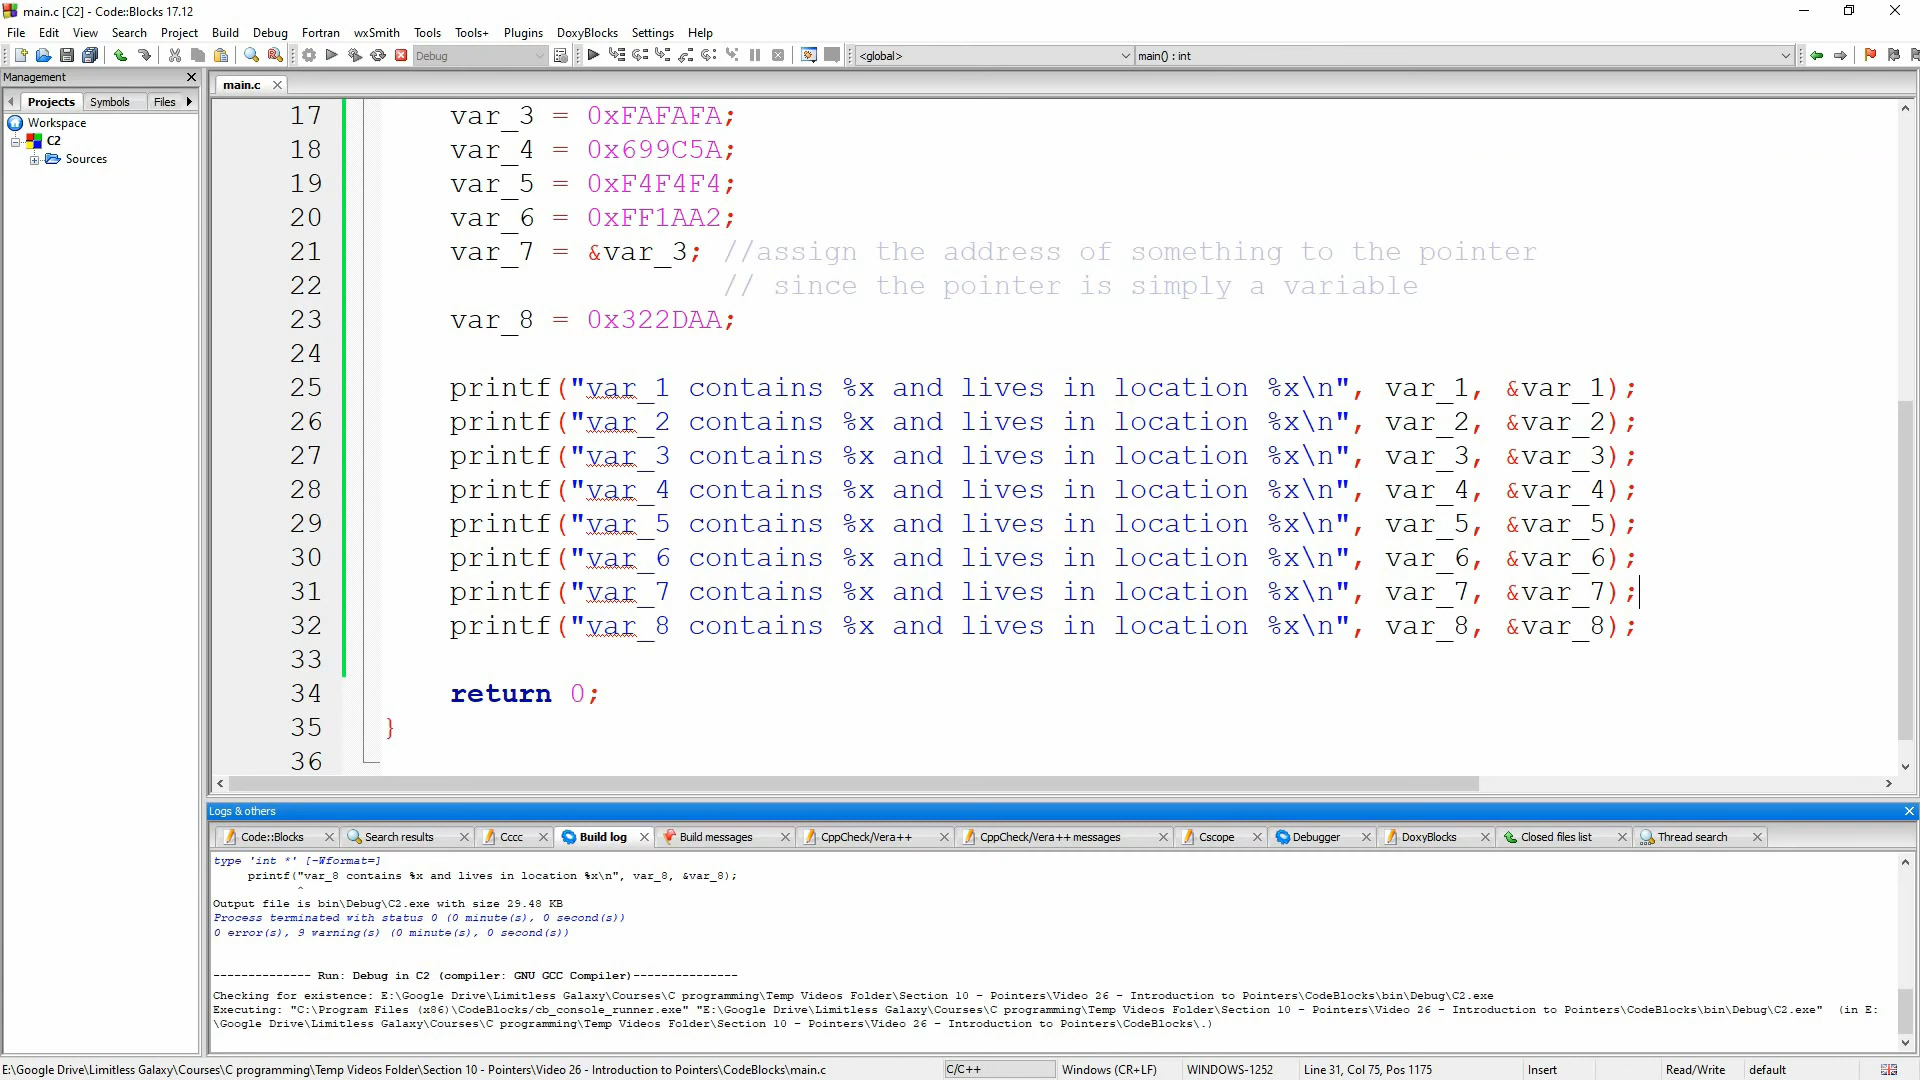 main.c [C2] - Code::Blocks 17.12
File Edit View Search Project Build Debug Fortran wxSmith Tools Tools+ Plugins DoxyBlocks Settings Help
Debug <global> main() : int
Management
main.c
Projects Symbols Files
Workspace
C2
Sources
17 var_3 = 0xFAFAFA;
18 var_4 = 0x699C5A;
19 var_5 = 0xF4F4F4;
20 var_6 = 0xFF1AA2;
21 var_7 = &var_3; //assign the address of something to the pointer
22 // since the pointer is simply a variable
23 var_8 = 0x322DAA;
24
25 printf("var_1 contains %x and lives in location %x\n", var_1, &var_1);
26 printf("var_2 contains %x and lives in location %x\n", var_2, &var_2);
27 printf("var_3 contains %x and lives in location %x\n", var_3, &var_3);
28 printf("var_4 contains %x and lives in location %x\n", var_4, &var_4);
29 printf("var_5 contains %x and lives in location %x\n", var_5, &var_5);
30 printf("var_6 contains %x and lives in location %x\n", var_6, &var_6);
31 printf("var_7 contains %x and lives in location %x\n", var_7, &var_7);
32 printf("var_8 contains %x and lives in location %x\n", var_8, &var_8);
33
34 return 0;
35 }
36
Logs & others
Code::Blocks Search results Cccc Build log Build messages CppCheck/Vera++ CppCheck/Vera++ messages Cscope Debugger DoxyBlocks Closed files list Thread search
type 'int *' [-Wformat=]
printf("var_8 contains %x and lives in location %x\n", var_8, &var_8);
^
Output file is bin\Debug\C2.exe with size 29.48 KB
Process terminated with status 0 (0 minute(s), 0 second(s))
0 error(s), 9 warning(s) (0 minute(s), 0 second(s))
-------------- Run: Debug in C2 (compiler: GNU GCC Compiler)---------------
Checking for existence: E:\Google Drive\Limitless Galaxy\Courses\C programming\Temp Videos Folder\Section 10 - Pointers\Video 26 - Introduction to Pointers\CodeBlocks\bin\Debug\C2.exe
Executing: "C:\Program Files (x86)\CodeBlocks/cb_console_runner.exe" "E:\Google Drive\Limitless Galaxy\Courses\C programming\Temp Videos Folder\Section 10 - Pointers\Video 26 - Introduction to Pointers\CodeBlocks\bin\Debug\C2.exe" (in E:
\Google Drive\Limitless Galaxy\Courses\C programming\Temp Videos Folder\Section 10 - Pointers\Video 26 - Introduction to Pointers\CodeBlocks\.)
E:\Google Drive\Limitless Galaxy\Courses\C programming\Temp Videos Folder\Section 10 - Pointers\Video 26 - Introduction to Pointers\CodeBlocks\main.c C/C++ Windows (CR+LF) WINDOWS-1252 Line 31, Col 75, Pos 1175 Insert Read/Write default